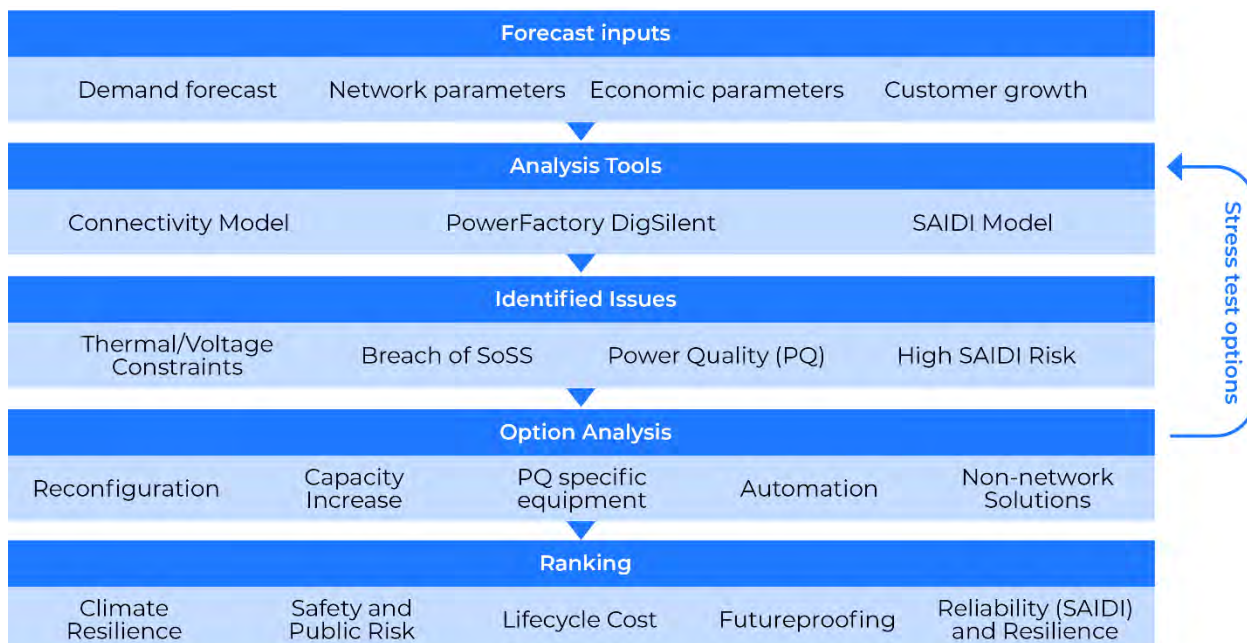 Forecast inputs
Demand forecast Network parameters Economic parameters Customer growth
Analysis Tools
Connectivity Model PowerFactory DigSilent SAIDI Model
Identified Issues
Thermal/Voltage
Constraints
Breach of SoSS
Power Quality (PQ)
High SAIDI Risk
Option Analysis
Reconfiguration
Capacity
Increase
PQ specific
equipment
Automation
Non-network
Solutions
Ranking
Climate
Resilience
Safety and
Public Risk
Lifecycle Cost
Futureproofing
Reliability (SAIDI)
and Resilience
Stress test options